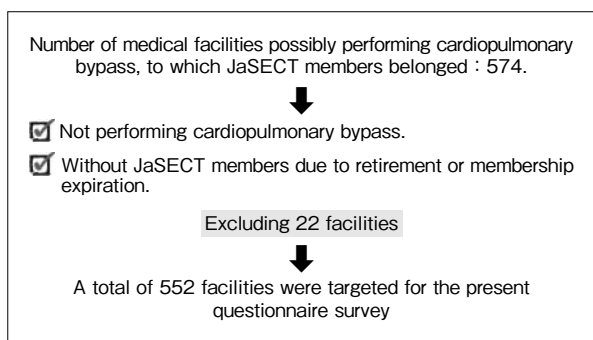 Number of medical facilities possibly performing cardiopulmonary
bypass, to which JaSECT members belonged：574.
Not performing cardiopulmonary bypass.
Without JaSECT members due to retirement or membership
expiration.
Excluding 22 facilities
A total of 552 facilities were targeted for the present
questionnaire survey